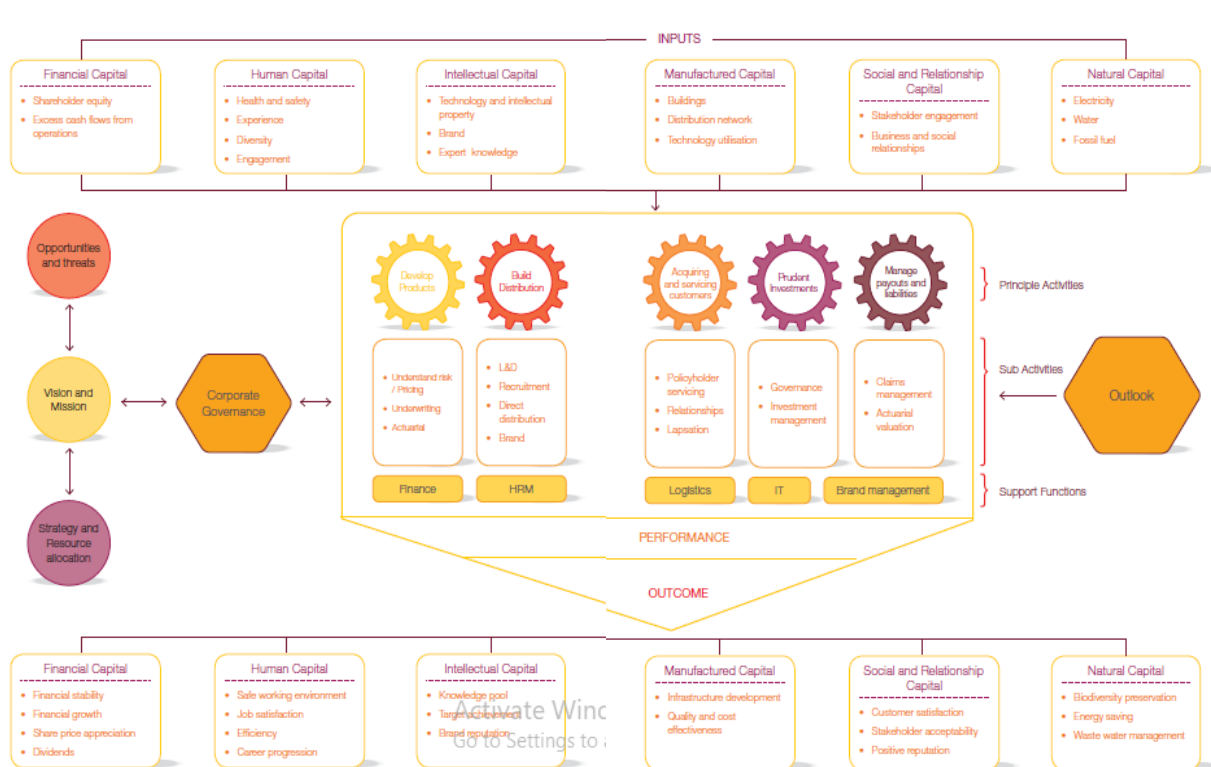 INPUTS
Financial Capital
• Shareholder equity
• Excess cash flows from
operations
Human Capital
• Health and safety
• Experience
• Diversity
• Engagement
Intellectual Capital
• Technology and intellectual
property
• Brand
• Expert knowledge
Manufactured Capital
• Buildings
• Distribution network
• Technology utilisation
Social and Relationship
Capital
• Stakeholder engagement
• Business and social
relationships
Natural Capital
• Electricity
• Water
• Fossil fuel
Opportunities
and threats
Vision and
Mission
Strategy and
Resource
allocation
Corporate
Governance
Develop
Products
Build
Distribution
Acquiring
and servicing
customers
Prudent
Investments
Manage
payouts and
liabilities
Principle Activities
• Understand risk
/ Pricing
• Underwriting
• Actuarial
• L&D
• Recruitment
• Direct
distribution
• Brand
• Policyholder
servicing
• Relationships
• Lapsation
• Governance
• Investment
management
• Claims
management
• Actuarial
valuation
Sub Activities
Outlook
Finance
HRM
Logistics
IT
Brand management
Support Functions
PERFORMANCE
OUTCOME
Financial Capital
• Financial stability
• Financial growth
• Share price appreciation
• Dividends
Human Capital
• Safe working environment
• Job satisfaction
• Efficiency
• Career progression
Intellectual Capital
• Knowledge pool
• Target achievement
• Brand reputation
Activate Winc
Go to Settings to a
Manufactured Capital
• Infrastructure development
• Quality and cost
effectiveness
Social and Relationship
Capital
• Customer satisfaction
• Stakeholder acceptability
• Positive reputation
Natural Capital
• Biodiversity preservation
• Energy saving
• Waste water management